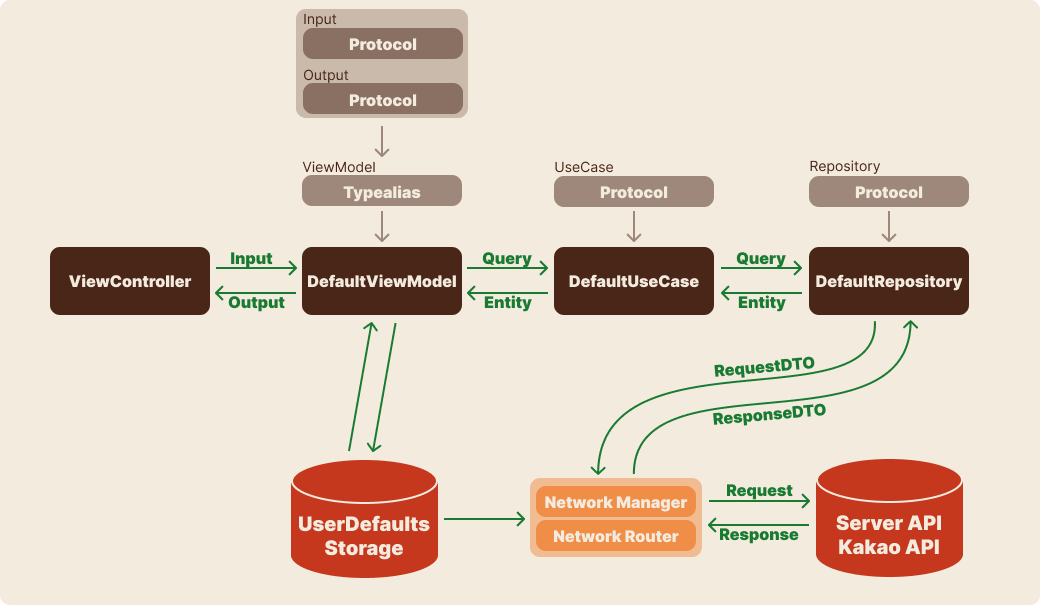 Input
Protocol
Output
Protocol
ViewModel
Typealias
UseCase
Protocol
Repository
Protocol
ViewController
Input
Output
DefaultViewModel
Query
Entity
DefaultUseCase
Query
Entity
DefaultRepository
RequestDTO
ResponseDTO
UserDefaults
Storage
Network Manager
Network Router
Request
Response
Server API
Kakao API